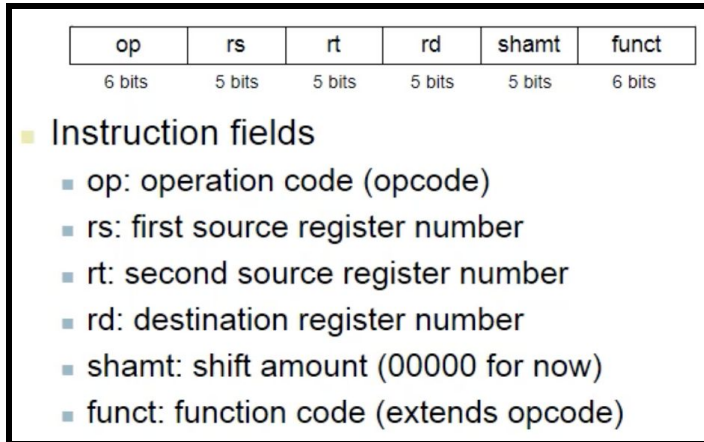 op rs rt rd shamt funct
6 bits 5 bits 5 bits 5 bits 5 bits 6 bits
Instruction fields
op: operation code (opcode)
rs: first source register number
rt: second source register number
rd: destination register number
shamt: shift amount (00000 for now)
funct: function code (extends opcode)